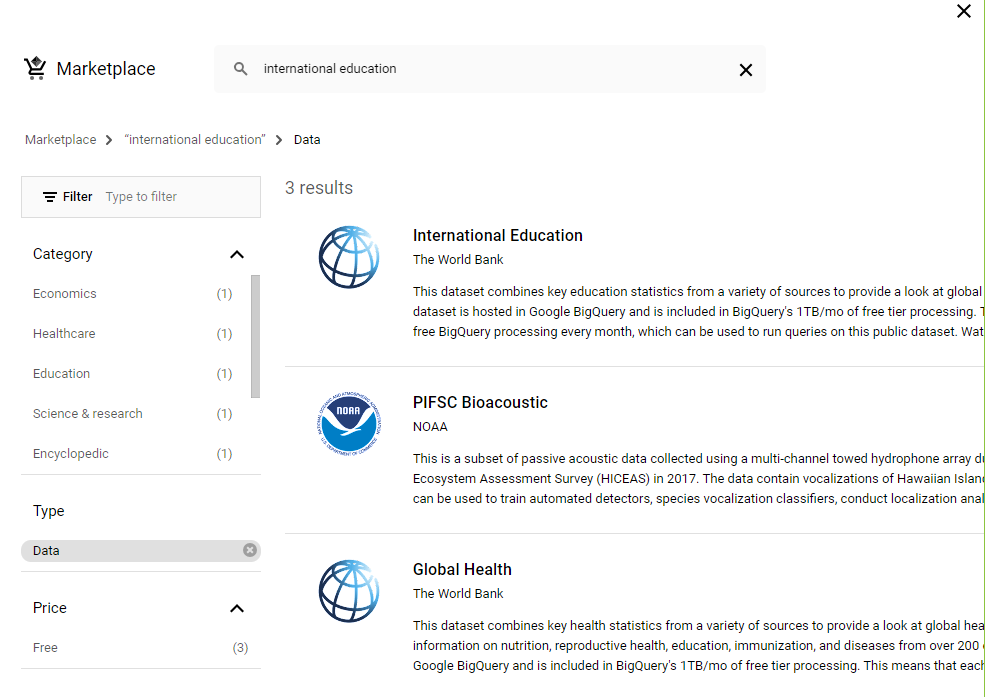 Marketplace
international education
Marketplace > “international education” > Data
Filter Type to filter
Category
Economics (1)
Healthcare (1)
Education (1)
Science & research (1)
Encyclopedic (1)
Type
Data
Price
Free (3)
3 results
International Education
The World Bank
This dataset combines key education statistics from a variety of sources to provide a look at global
dataset is hosted in Google BigQuery and is included in BigQuery's 1TB/mo of free tier processing.
free BigQuery processing every month, which can be used to run queries on this public dataset. Wat
NOAA
PIFSC Bioacoustic
NOAA
This is a subset of passive acoustic data collected using a multi-channel towed hydrophone array du
Ecosystem Assessment Survey (HICEAS) in 2017. The data contain vocalizations of Hawaiian Islan
can be used to train automated detectors, species vocalization classifiers, conduct localization anal
Global Health
The World Bank
This dataset combines key health statistics from a variety of sources to provide a look at global hea
information on nutrition, reproductive health, education, immunization, and diseases from over 200
Google BigQuery and is included in BigQuery's 1TB/mo of free tier processing. This means that each